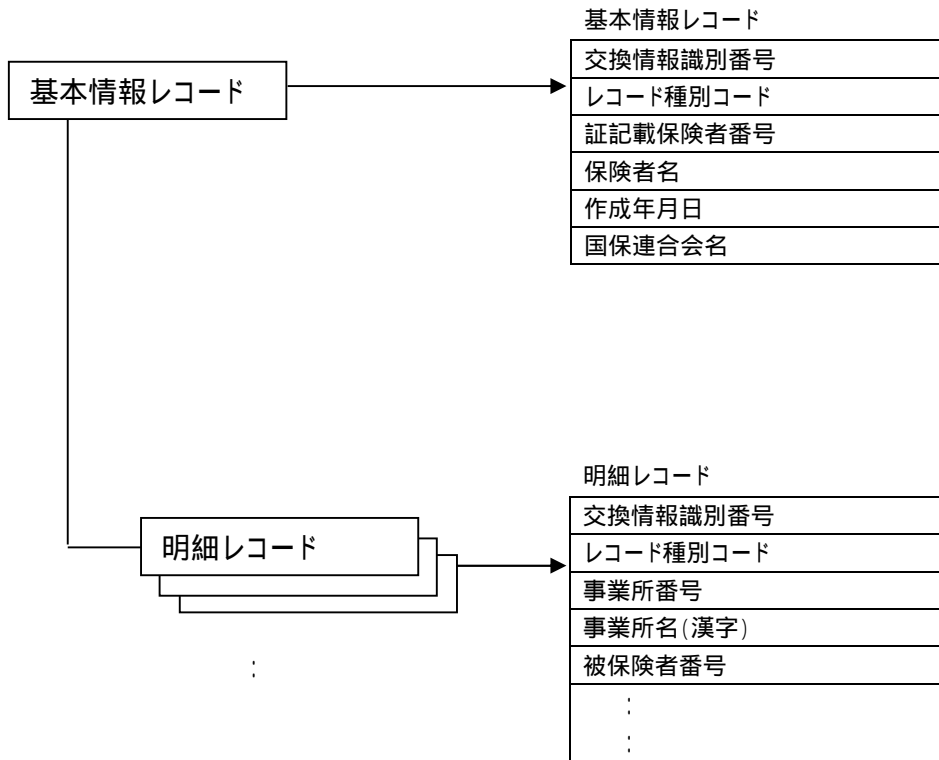 基本情報レコード
基本情報レコード
交換情報識別番号
レコード種別コード
証記載保険者番号
保険者名
作成年月日
国保連合会名
明細レコード
明細レコード
交換情報識別番号
レコード種別コード
事業所番号
事業所名(漢字)
被保険者番号
:
:
: